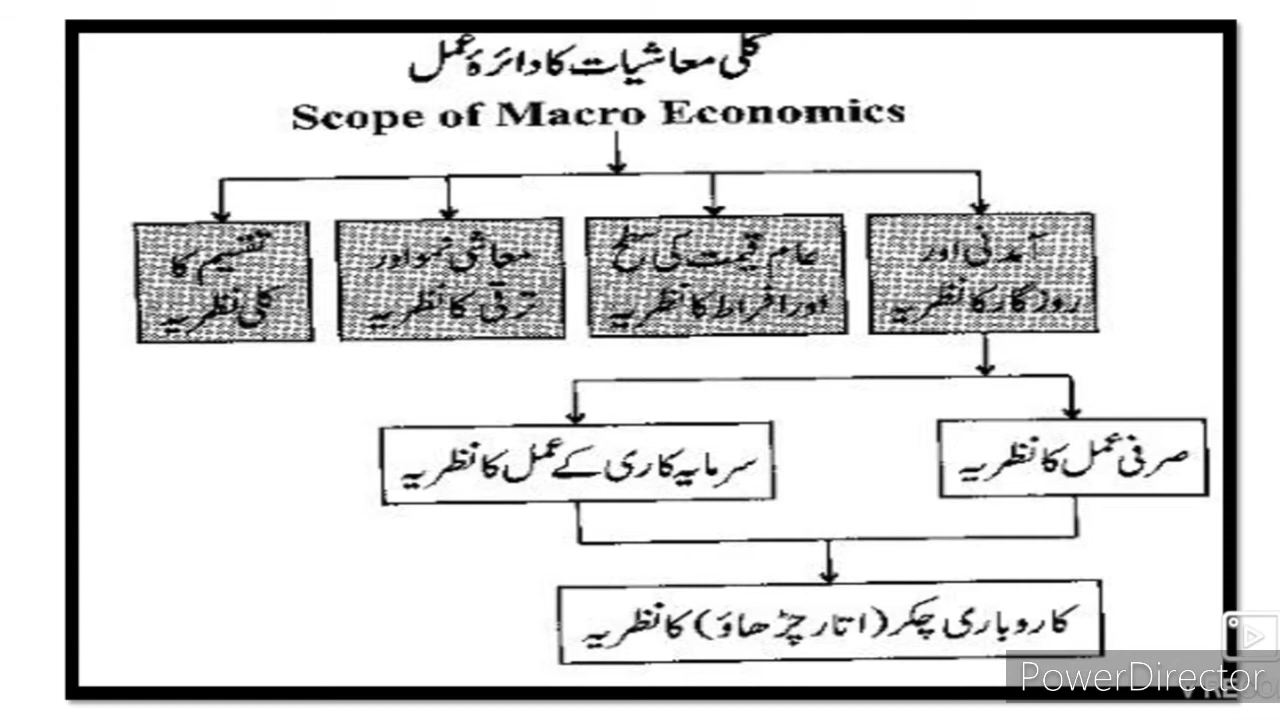 کلی معاشیات کا دائرۂ عمل
Scope of Macro Economics
آمدنی اور
روزگار کا نظریہ
عام قیمت کی سطح
اور افراط کا نظریہ
معاشی نمو اور
ترقی کا نظریہ
تقسیم کا
کلی نظریہ
صرفی عمل کا نظریہ
سرمایہ کاری کے عمل کا نظریہ
کاروباری چکر (اتار چڑھاؤ) کا نظریہ
PowerDirector